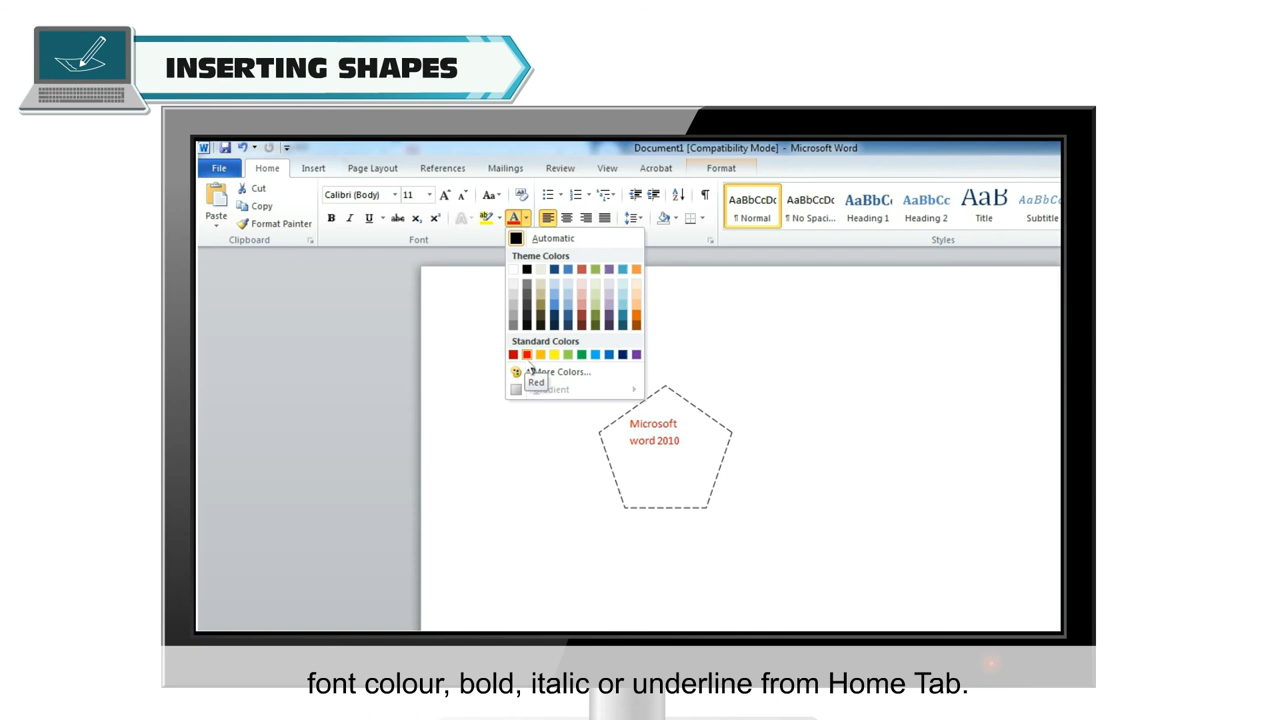 INSERTING SHAPES
Document1 [Compatibility Mode] - Microsoft Word
File Home Insert Page Layout References Mailings Review View Acrobat Format
Cut
Copy
Format Painter
Paste
Clipboard
Calibri (Body) 11
Font
AaBbCcDc AaBbCcDc AaBbC AaBbCc AaB AaBbCc
¶ Normal ¶ No Spaci... Heading 1 Heading 2 Title Subtitle
Styles
Automatic
Theme Colors
Standard Colors
More Colors...
Red
Microsoft
word 2010
font colour, bold, italic or underline from Home Tab.